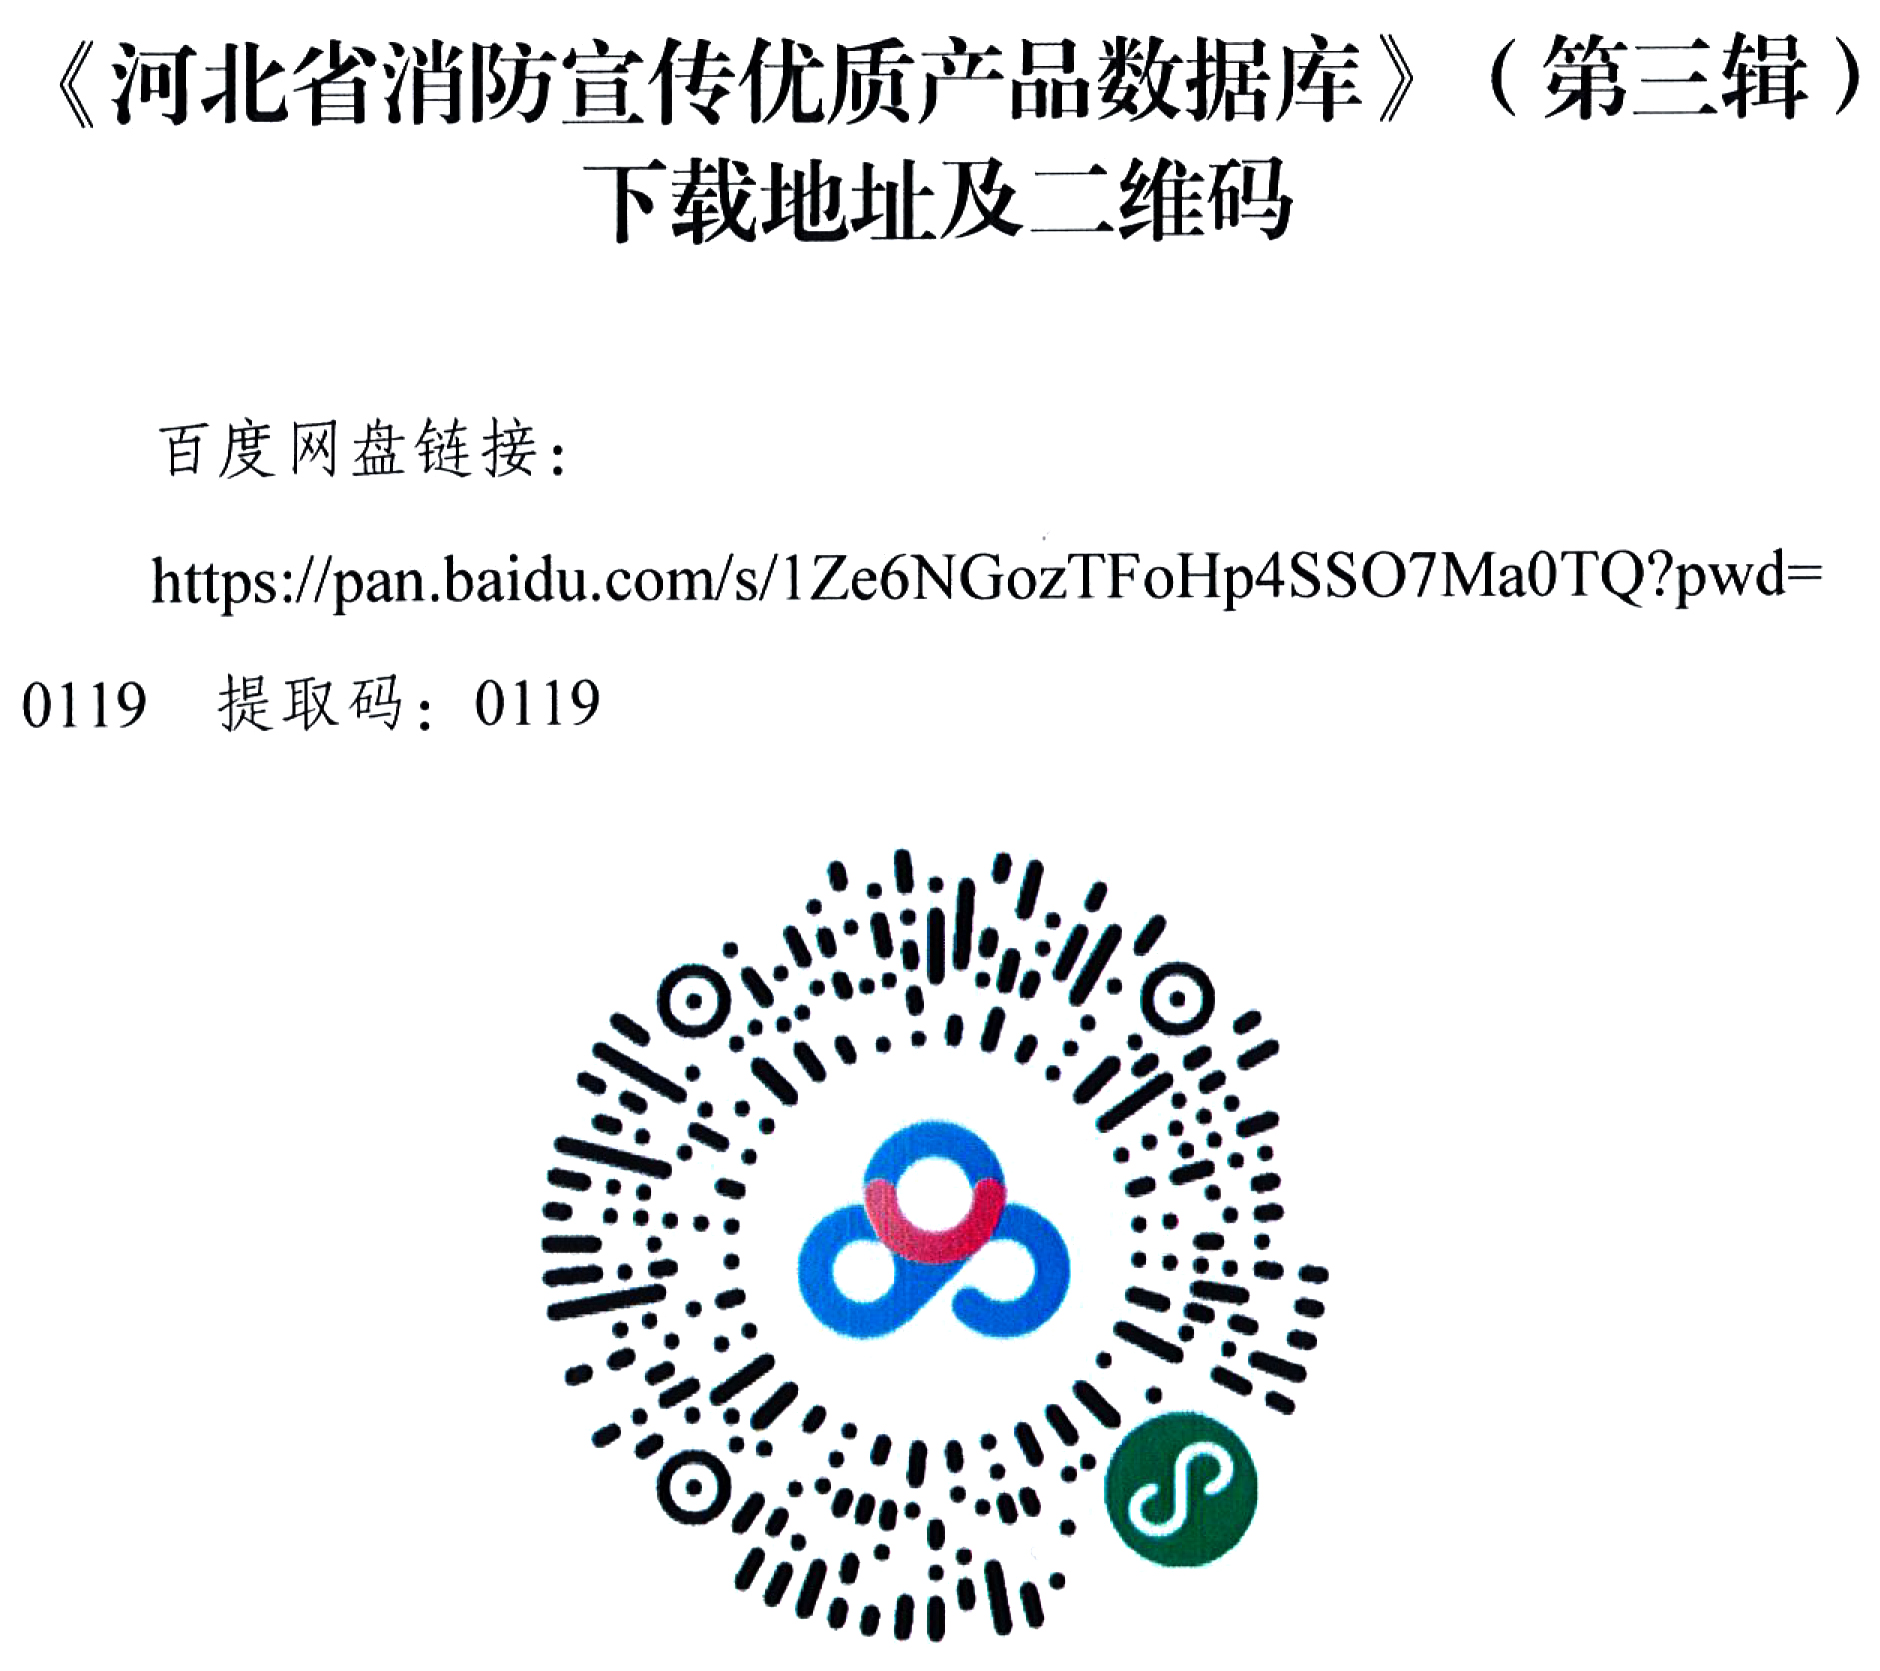 《河北省消防宣传优质产品数据库》（第三辑）
下载地址及二维码
百度网盘链接：
https://pan.baidu.com/s/1Ze6NGozTFoHp4SSO7Ma0TQ?pwd=
0119 提取码：0119